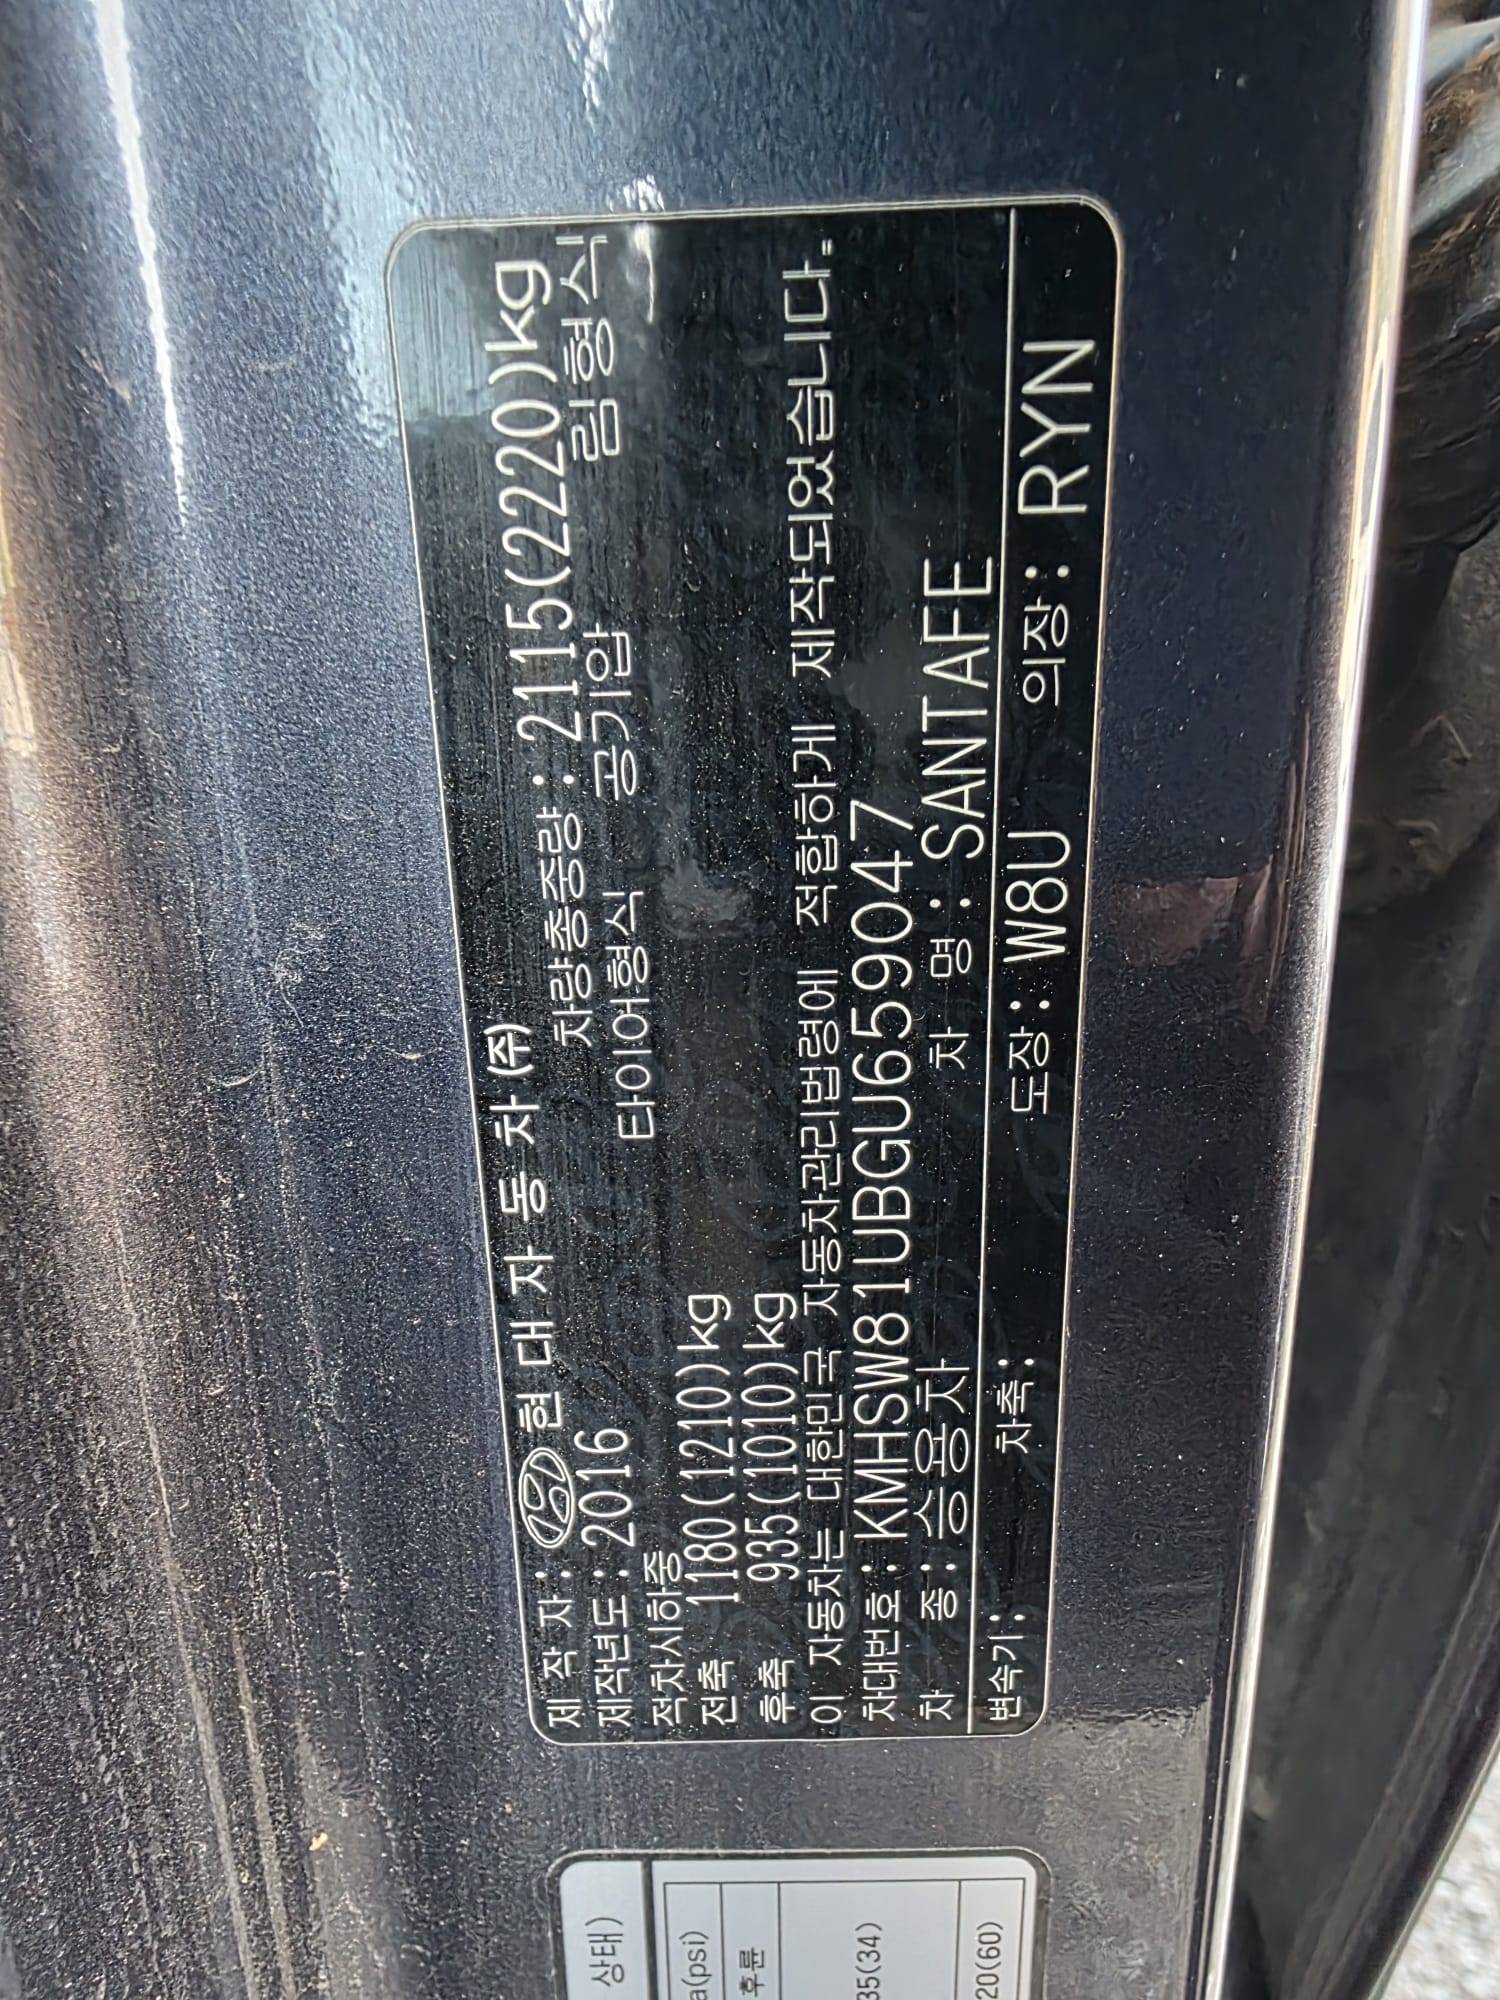 제 작 자: 현 대 자 동 차 (주)
제작년도: 2016 차량총중량: 2115(2220)kg
적차시하중 타이어형식 공기압 림형식
전축 1180(1210)kg
후축 935(1010)kg
이 자동차는 대한민국 자동차관리법령에 적합하게 제작되었습니다.
차대번호: KMHSW81UBGU659047
차 종: 승용차 차 명: SANTAFE
변속기: 차축: 도장: W8U 의장: RYN
상태)
a(psi)
후륜
35(34)
20(60)